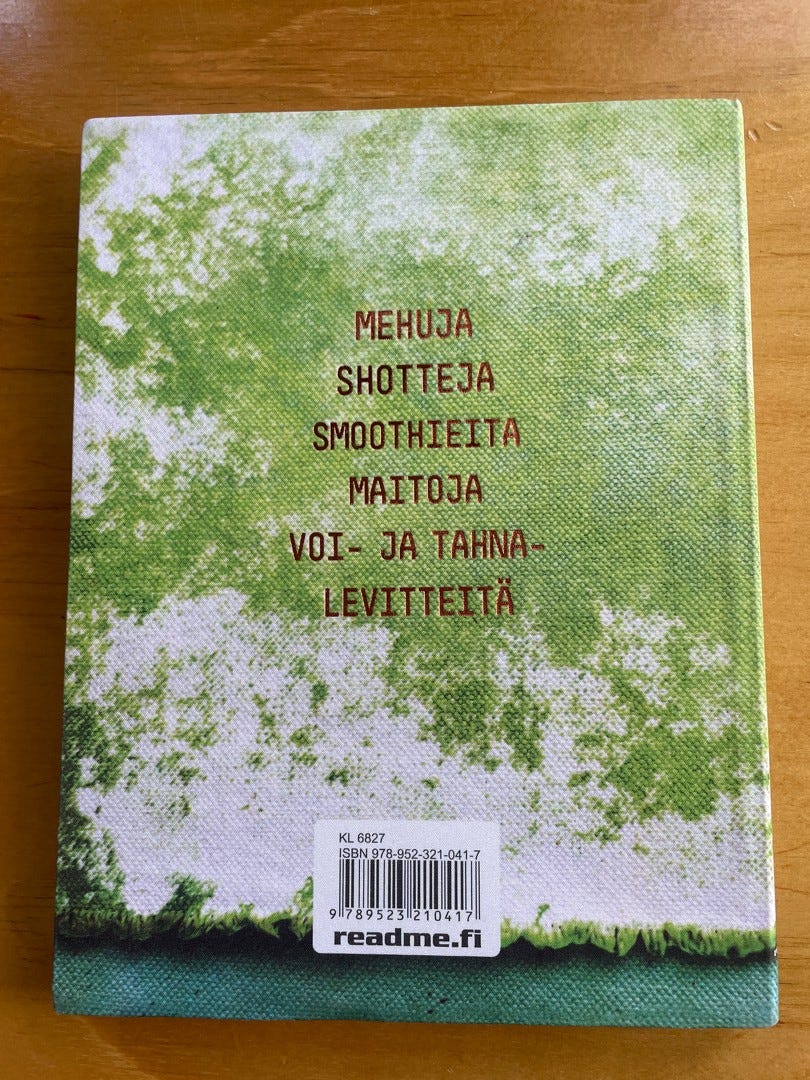 MEHUJA
SHOTTEJA
SMOOTHIEITA
MAITOJA
VOI- JA TAHNA-
LEVITTEITÄ
KL 6827
ISBN 978-952-321-041-7
9 789523 210417
readme.fi